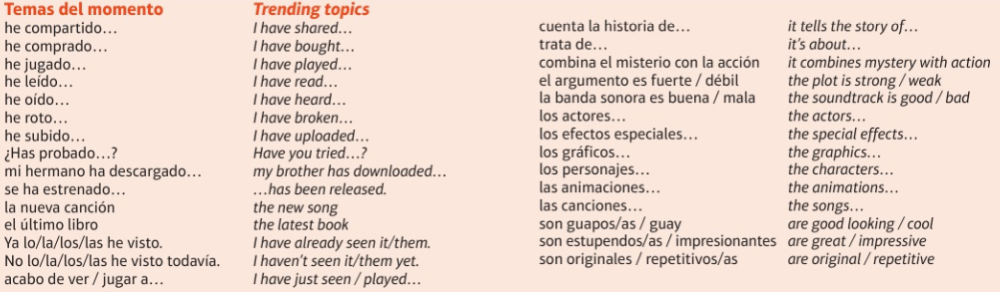 Temas del momento Trending topics
he compartido… I have shared…
he comprado… I have bought…
he jugado… I have played…
he leído… I have read…
he oído… I have heard…
he roto… I have broken…
he subido… I have uploaded…
¿Has probado…? Have you tried…?
mi hermano ha descargado… my brother has downloaded…
se ha estrenado… …has been released.
la nueva canción the new song
el último libro the latest book
Ya lo/la/los/las he visto. I have already seen it/them.
No lo/la/los/las he visto todavía. I haven't seen it/them yet.
acabo de ver / jugar a… I have just seen / played…
cuenta la historia de… it tells the story of…
trata de… it's about…
combina el misterio con la acción it combines mystery with action
el argumento es fuerte / débil the plot is strong / weak
la banda sonora es buena / mala the soundtrack is good / bad
los actores… the actors…
los efectos especiales… the special effects…
los gráficos… the graphics…
los personajes… the characters…
las animaciones… the animations…
las canciones… the songs…
son guapos/as / guay are good looking / cool
son estupendos/as / impresionantes are great / impressive
son originales / repetitivos/as are original / repetitive